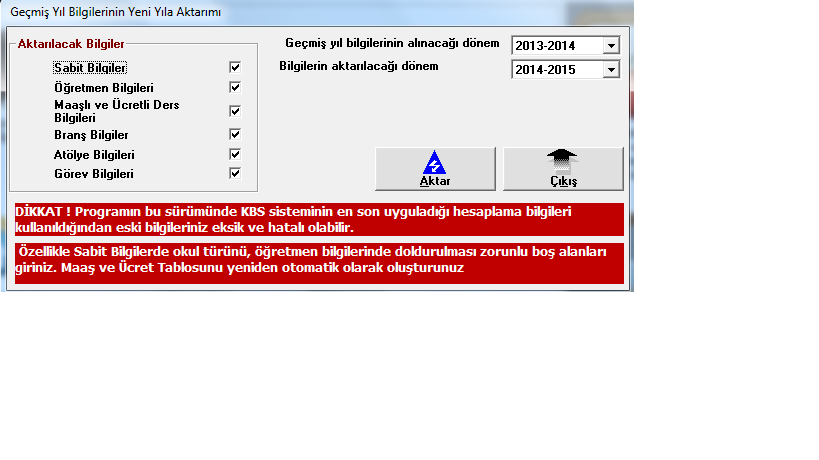 Geçmiş Yıl Bilgilerinin Yeni Yıla Aktarımı
Aktarılacak Bilgiler
Sabit Bilgiler
Öğretmen Bilgileri
Maaşlı ve Ücretli Ders
Bilgileri
Branş Bilgiler
Atölye Bilgileri
Görev Bilgileri
Geçmiş yıl bilgilerinin alınacağı dönem
2013-2014
Bilgilerin aktarılacağı dönem
2014-2015
Aktar
Çıkış
DİKKAT ! Programın bu sürümünde KBS sisteminin en son uyguladığı hesaplama bilgileri
kullanıldığından eski bilgileriniz eksik ve hatalı olabilir.
Özellikle Sabit Bilgilerde okul türünü, öğretmen bilgilerinde doldurulması zorunlu boş alanları
giriniz. Maaş ve Ücret Tablosunu yeniden otomatik olarak oluşturunuz